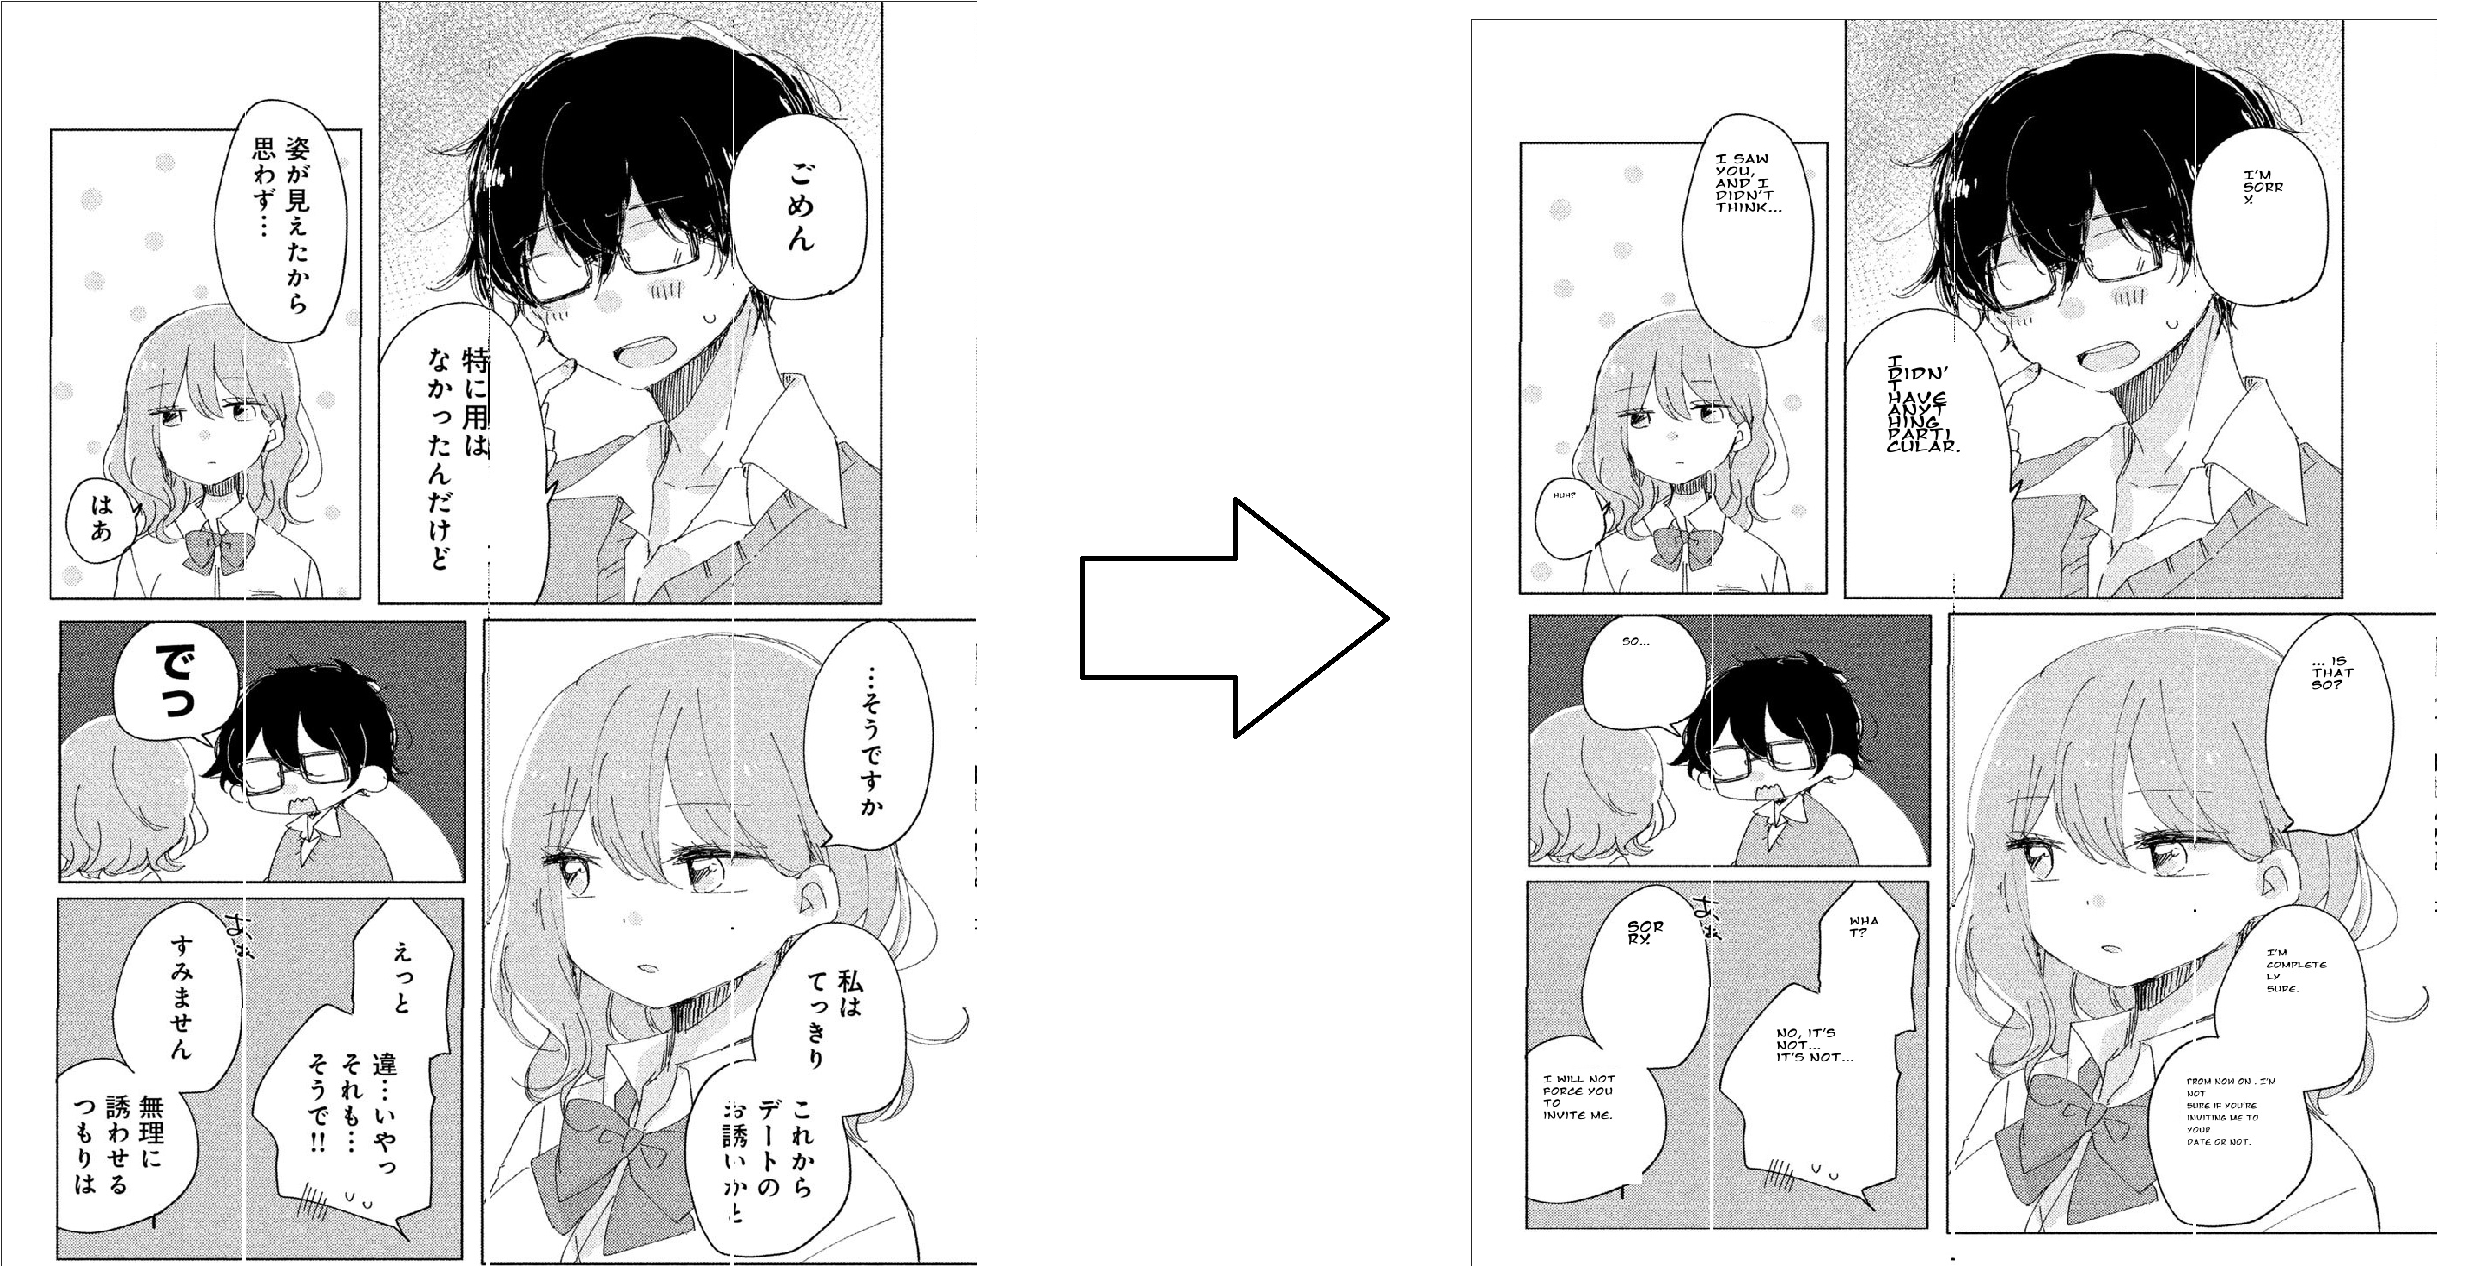 ごめん
特に用は
なかったんだけど
姿が見えたから
思わず…
はあ
…そうですか
私は
てっきり
これから
デートの
お誘いかと
でっ
えっと
違…いやっ
それも…
そうで!!
すみません
無理に
誘わせる
つもりは
I'M
SORR
Y.
I
DIDN'
T
HAVE
ANYT
HING
PARTI
CULAR.
I SAW
YOU,
AND I
DIDN'T
THINK...
HUH?
... IS
THAT
SO?
I'M
COMPLETE
LY
SURE.
FROM NOW ON, I'M
NOT
SURE IF YOU'RE
INVITING ME TO
YOUR
DATE OR NOT.
SO...
WHA
T?
NO, IT'S
NOT...
IT'S NOT...
SOR
RY.
I WILL NOT
FORCE YOU
TO
INVITE ME.